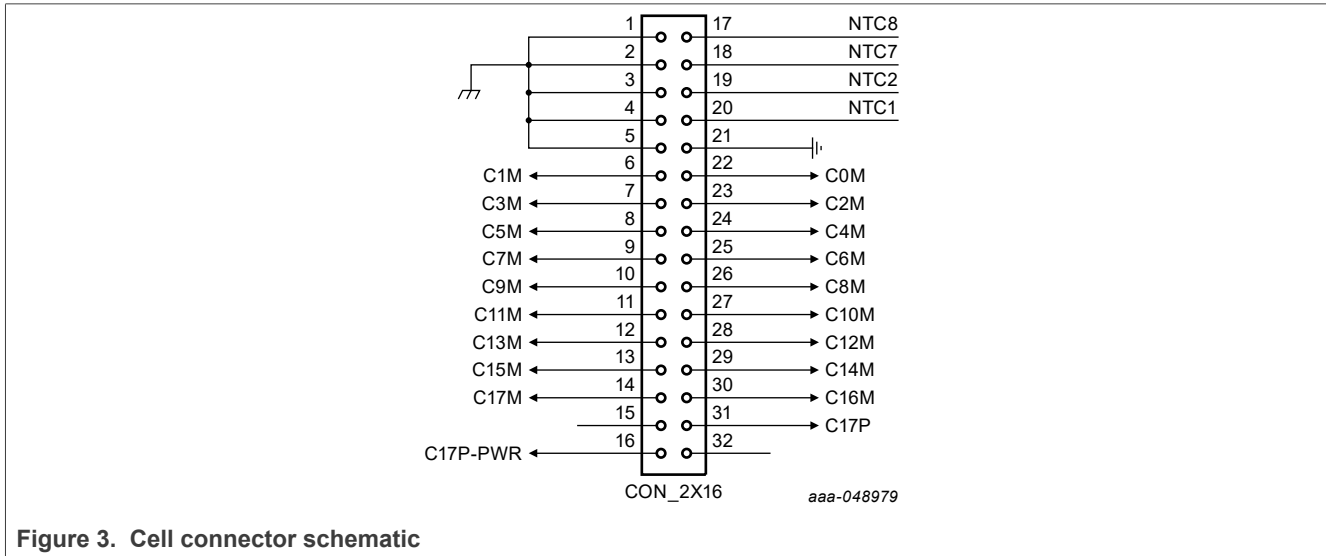 1 17 NTC8
2 18 NTC7
3 19 NTC2
4 20 NTC1
5 21
6 22
C1M C0M
7 23
C3M C2M
8 24
C5M C4M
9 25
C7M C6M
10 26
C9M C8M
11 27
C11M C10M
12 28
C13M C12M
13 29
C15M C14M
14 30
C17M C16M
15 31
C17P
16 32
C17P-PWR
CON_2X16
aaa-048979
Figure 3. Cell connector schematic